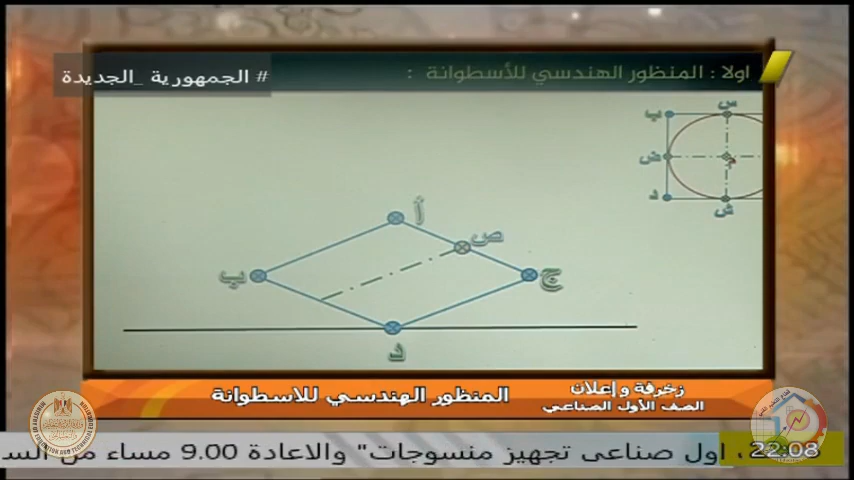 اولا : المنظور الهندسي للأسطوانة :
# الجمهورية _الجديدة
س
ب
ض
م
د
ش
أ
ص
ب
ج
د
زخرفة و إعلان
الصف الأول الصناعي
المنظور الهندسي للاسطوانة
اول صناعى تجهيز منسوجات" والاعادة 9.00 مساء من
22:08